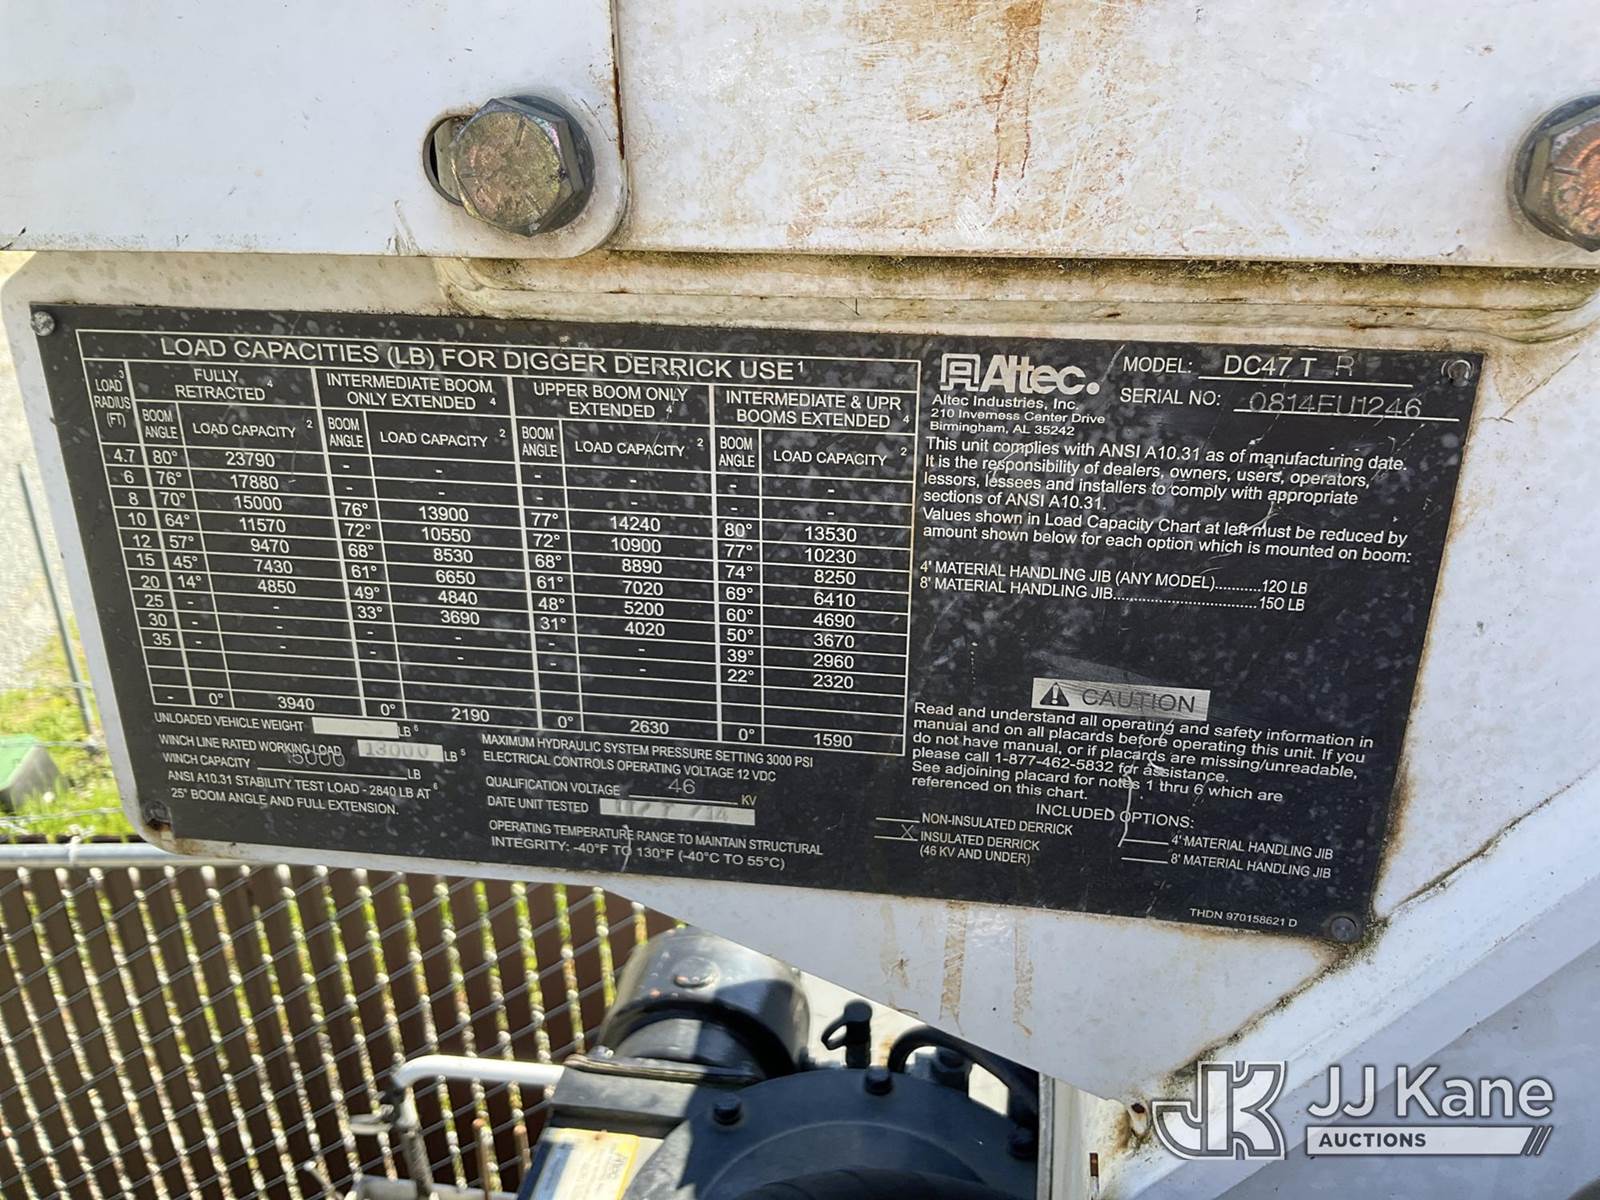 LOAD CAPACITIES (LB) FOR DIGGER DERRICK USE¹
³ LOAD RADIUS (FT)
FULLY RETRACTED ⁴
INTERMEDIATE BOOM ONLY EXTENDED ⁴
UPPER BOOM ONLY EXTENDED ⁴
INTERMEDIATE & UPR BOOMS EXTENDED ⁴
BOOM ANGLE LOAD CAPACITY ² BOOM ANGLE LOAD CAPACITY ² BOOM ANGLE LOAD CAPACITY ² BOOM ANGLE LOAD CAPACITY ²
4.7 80° 23790 - - - - - -
6 76° 17880 - - - - - -
8 70° 15000 76° 13900 77° 14240 80° 13530
10 64° 11570 72° 10550 72° 10900 77° 10230
12 57° 9470 68° 8530 68° 8890 74° 8250
15 45° 7430 61° 6650 61° 7020 69° 6410
20 14° 4850 49° 4840 48° 5200 60° 4690
25 - - 33° 3690 31° 4020 50° 3670
30 - - - - - - 39° 2960
35 - - - - - - 22° 2320
- 0° 3940 0° 2190 0° 2630 0° 1590
UNLOADED VEHICLE WEIGHT LB ⁶
WINCH LINE RATED WORKING LOAD 13000 LB ⁵
WINCH CAPACITY 15000 LB
ANSI A10.31 STABILITY TEST LOAD - 2840 LB AT ⁶
25° BOOM ANGLE AND FULL EXTENSION.
MAXIMUM HYDRAULIC SYSTEM PRESSURE SETTING 3000 PSI
ELECTRICAL CONTROLS OPERATING VOLTAGE 12 VDC
QUALIFICATION VOLTAGE 46 KV
DATE UNIT TESTED
OPERATING TEMPERATURE RANGE TO MAINTAIN STRUCTURAL
INTEGRITY: -40°F TO 130°F (-40°C TO 55°C)
Altec.
Altec Industries, Inc.
210 Inverness Center Drive
Birmingham, AL 35242
MODEL: DC47 T R
SERIAL NO: 0814EU1246
This unit complies with ANSI A10.31 as of manufacturing date.
It is the responsibility of dealers, owners, users, operators,
lessors, lessees and installers to comply with appropriate
sections of ANSI A10.31.
Values shown in Load Capacity Chart at left must be reduced by
amount shown below for each option which is mounted on boom:
4' MATERIAL HANDLING JIB (ANY MODEL)...........120 LB
8' MATERIAL HANDLING JIB.................................150 LB
CAUTION
Read and understand all operating and safety information in
manual and on all placards before operating this unit. If you
do not have manual, or if placards are missing/unreadable,
please call 1-877-462-5832 for assistance.
See adjoining placard for notes 1 thru 6 which are
referenced on this chart.
INCLUDED OPTIONS:
NON-INSULATED DERRICK
X INSULATED DERRICK
(46 KV AND UNDER)
4' MATERIAL HANDLING JIB
8' MATERIAL HANDLING JIB
THDN 970158621 D
JK JJ Kane
AUCTIONS